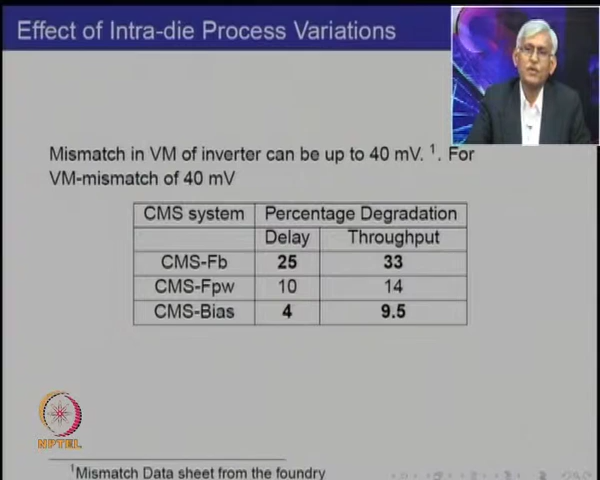 Effect of Intra-die Process Variations
Mismatch in VM of inverter can be up to 40 mV. 1. For
VM-mismatch of 40 mV
CMS system Percentage Degradation
Delay Throughput
CMS-Fb 25 33
CMS-Fpw 10 14
CMS-Bias 4 9.5
NPTEL
1Mismatch Data sheet from the foundry